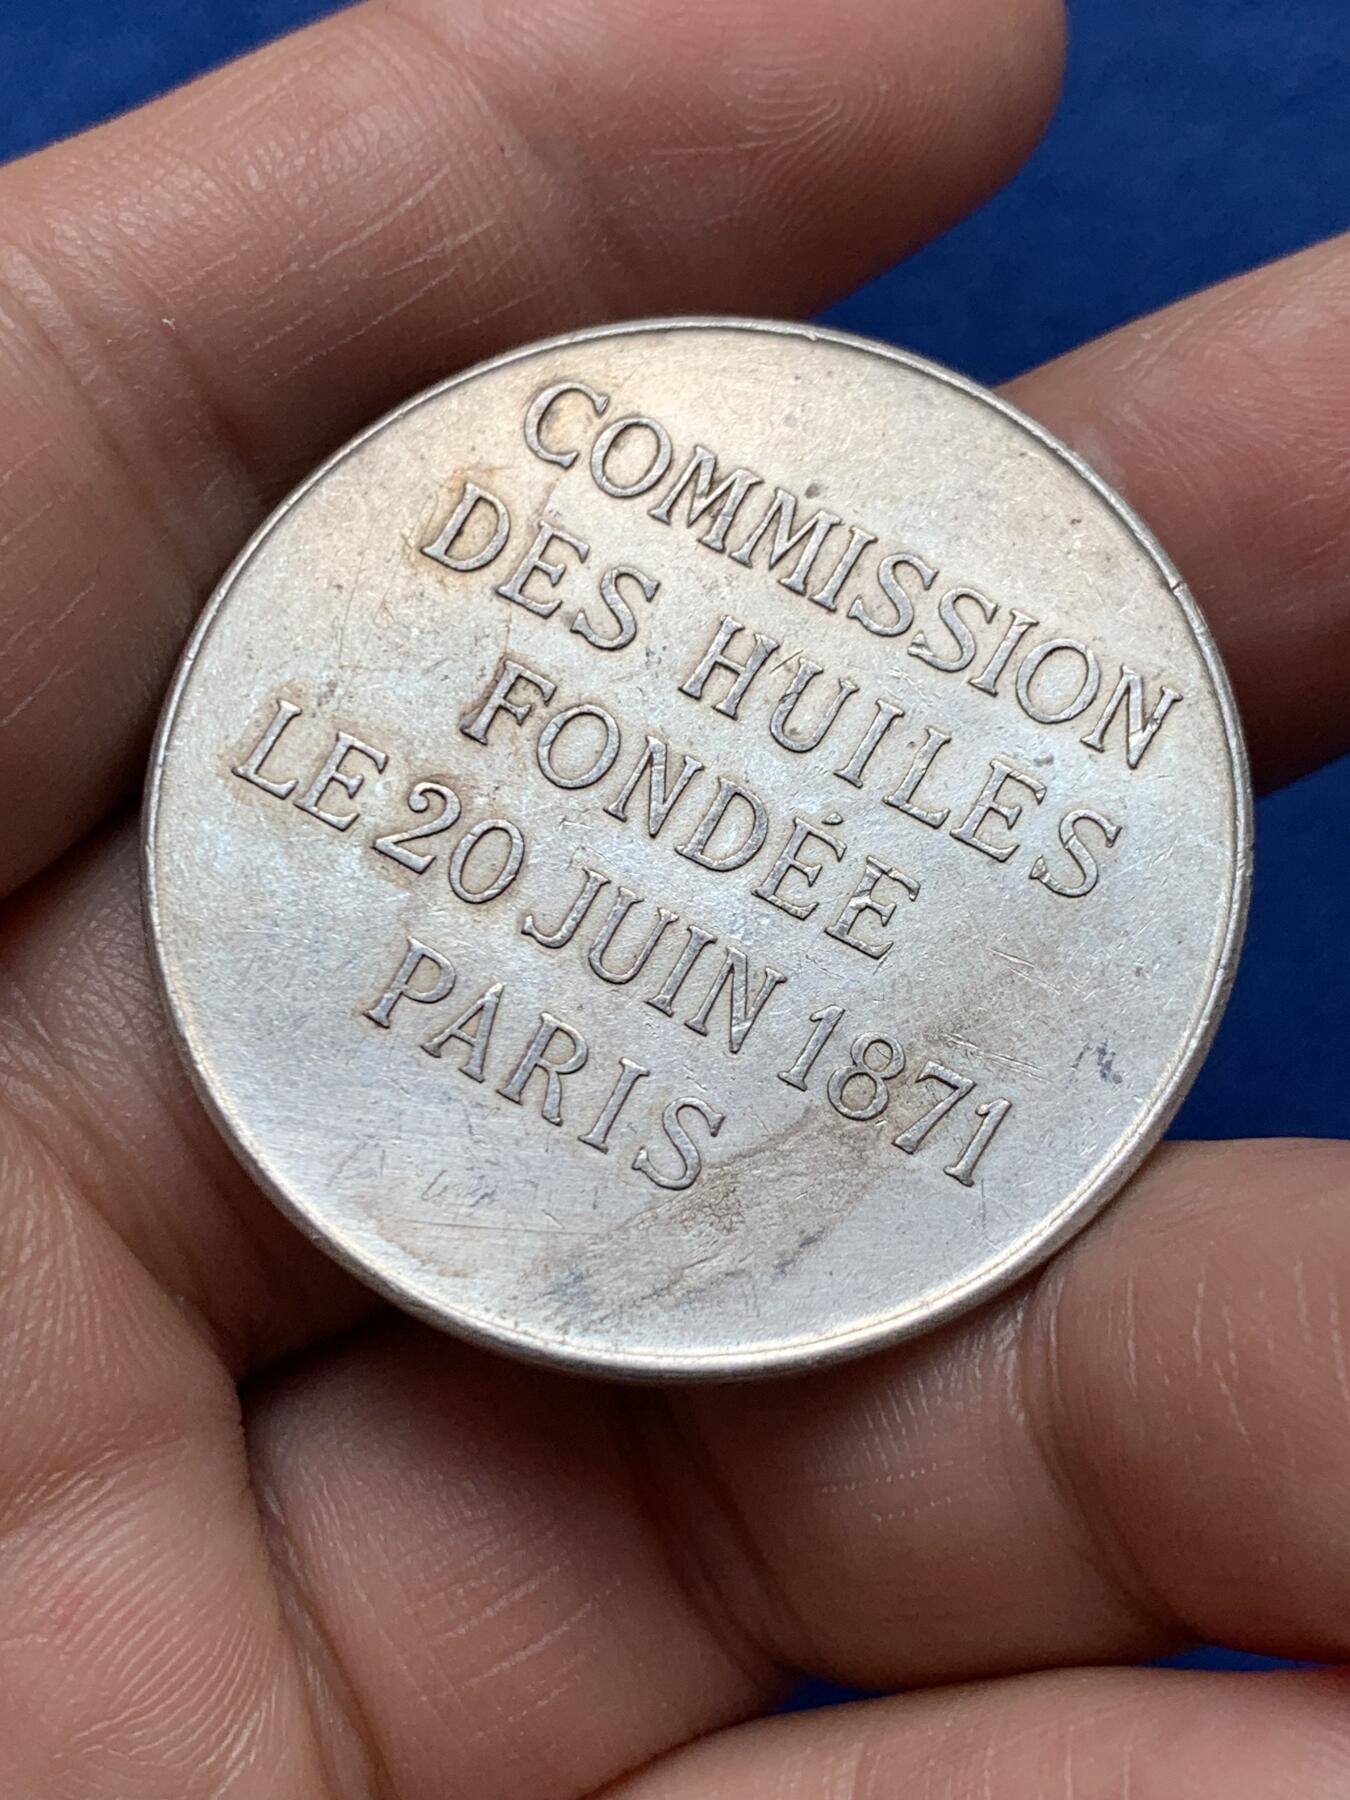 COMMISSION
DES HUILES
FONDÉE
LE 20 JUIN 1871
PARIS